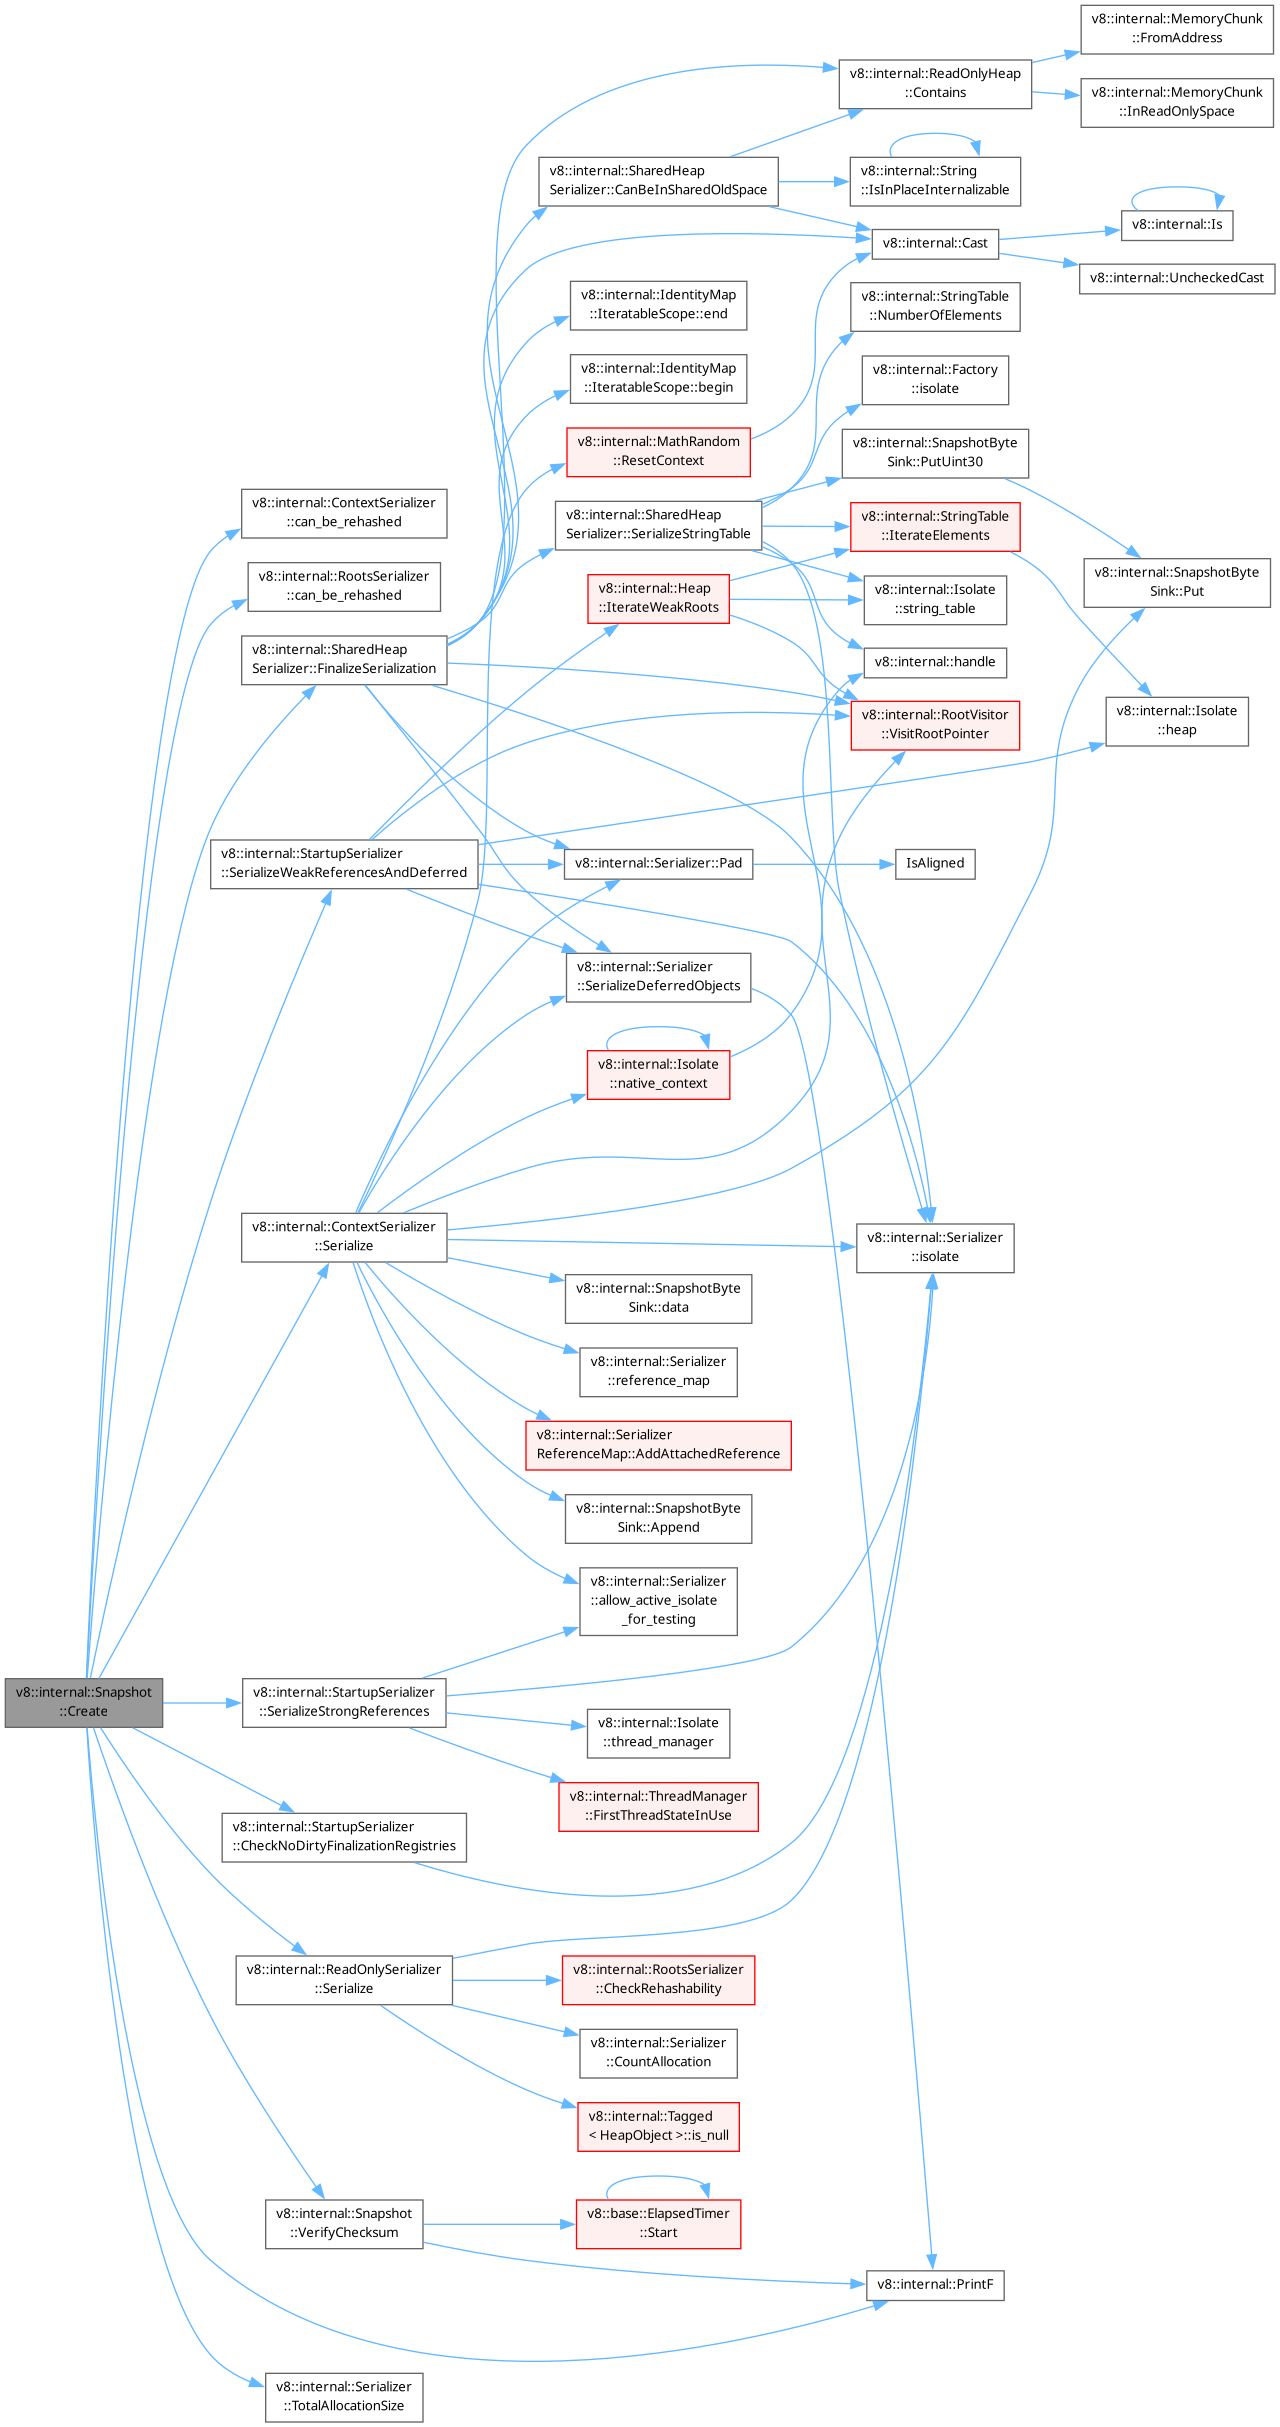 v8::internal::MemoryChunk
::FromAddress
v8::internal::ReadOnlyHeap
::Contains
v8::internal::MemoryChunk
::InReadOnlySpace
v8::internal::SharedHeap
Serializer::CanBeInSharedOldSpace
v8::internal::String
::IsInPlaceInternalizable
v8::internal::Is
v8::internal::Cast
v8::internal::UncheckedCast
v8::internal::IdentityMap
::IteratableScope::end
v8::internal::StringTable
::NumberOfElements
v8::internal::IdentityMap
::IteratableScope::begin
v8::internal::Factory
::isolate
v8::internal::MathRandom
::ResetContext
v8::internal::SnapshotByte
Sink::PutUint30
v8::internal::ContextSerializer
::can_be_rehashed
v8::internal::SharedHeap
Serializer::SerializeStringTable
v8::internal::StringTable
::IterateElements
v8::internal::RootsSerializer
::can_be_rehashed
v8::internal::Heap
::IterateWeakRoots
v8::internal::Isolate
::string_table
v8::internal::SnapshotByte
Sink::Put
v8::internal::SharedHeap
Serializer::FinalizeSerialization
v8::internal::handle
v8::internal::RootVisitor
::VisitRootPointer
v8::internal::Isolate
::heap
v8::internal::StartupSerializer
::SerializeWeakReferencesAndDeferred
v8::internal::Serializer::Pad
IsAligned
v8::internal::Serializer
::SerializeDeferredObjects
v8::internal::Isolate
::native_context
v8::internal::ContextSerializer
::Serialize
v8::internal::Serializer
::isolate
v8::internal::SnapshotByte
Sink::data
v8::internal::Serializer
::reference_map
v8::internal::Serializer
ReferenceMap::AddAttachedReference
v8::internal::SnapshotByte
Sink::Append
v8::internal::Serializer
::allow_active_isolate
_for_testing
v8::internal::Snapshot
::Create
v8::internal::StartupSerializer
::SerializeStrongReferences
v8::internal::Isolate
::thread_manager
v8::internal::ThreadManager
::FirstThreadStateInUse
v8::internal::StartupSerializer
::CheckNoDirtyFinalizationRegistries
v8::internal::ReadOnlySerializer
::Serialize
v8::internal::RootsSerializer
::CheckRehashability
v8::internal::Serializer
::CountAllocation
v8::internal::Tagged
< HeapObject >::is_null
v8::internal::Snapshot
::VerifyChecksum
v8::base::ElapsedTimer
::Start
v8::internal::PrintF
v8::internal::Serializer
::TotalAllocationSize